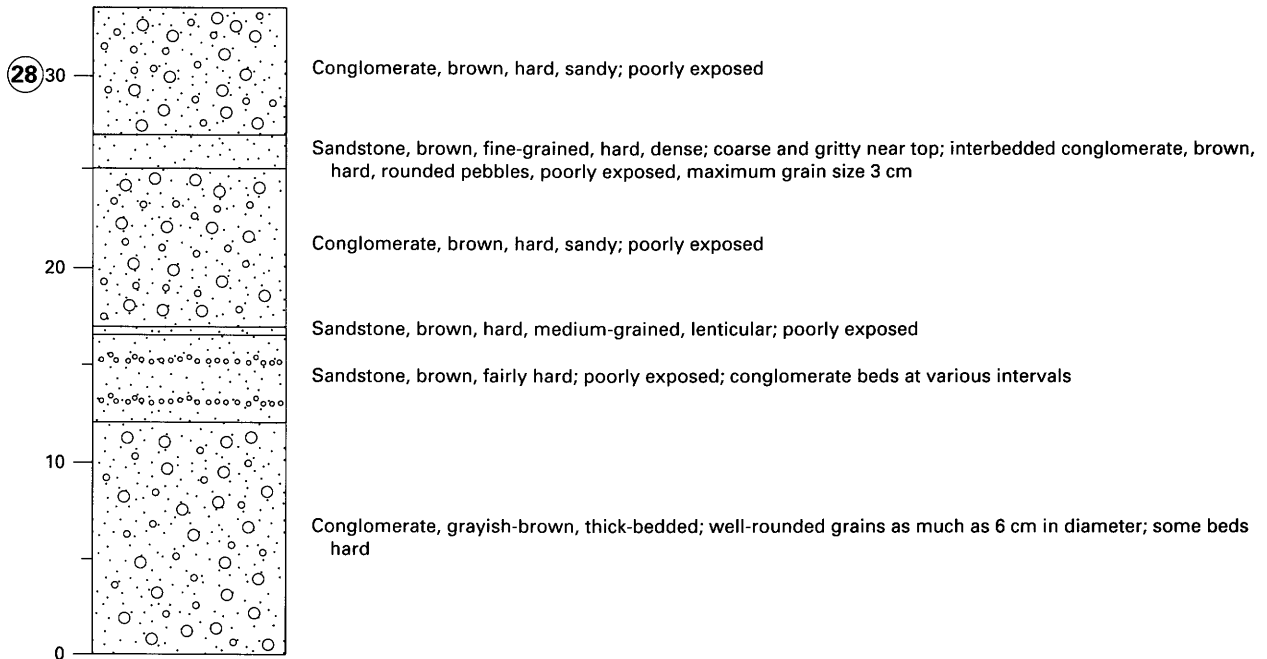 28 30
Conglomerate, brown, hard, sandy; poorly exposed
Sandstone, brown, fine-grained, hard, dense; coarse and gritty near top; interbedded conglomerate, brown,
hard, rounded pebbles, poorly exposed, maximum grain size 3 cm
Conglomerate, brown, hard, sandy; poorly exposed
20
Sandstone, brown, hard, medium-grained, lenticular; poorly exposed
Sandstone, brown, fairly hard; poorly exposed; conglomerate beds at various intervals
10
Conglomerate, grayish-brown, thick-bedded; well-rounded grains as much as 6 cm in diameter; some beds
hard
0